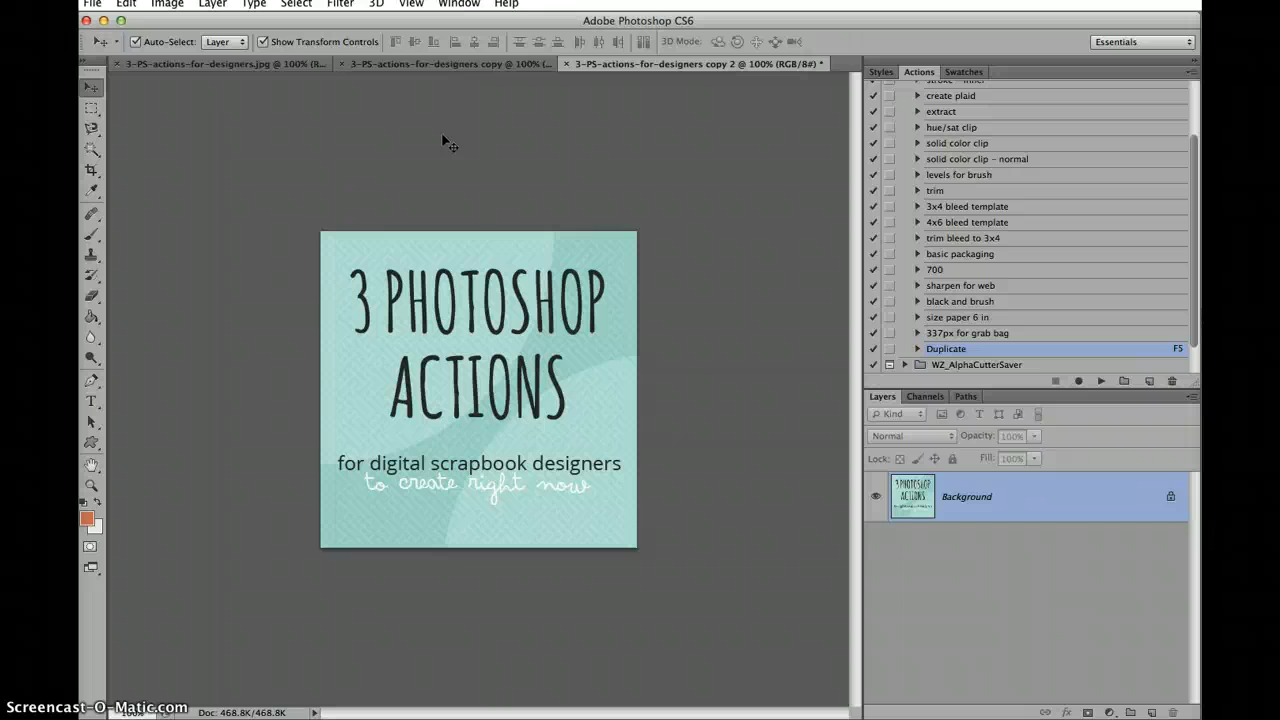 File Edit Image Layer Type Select Filter 3D View Window Help
Adobe Photoshop CS6
Auto-Select: Layer Show Transform Controls 3D Mode: Essentials
3-PS-actions-for-designers.jpg @ 100% (R... 3-PS-actions-for-designers copy @ 100% (... 3-PS-actions-for-designers copy 2 @ 100% (RGB/8#) *
Styles Actions Swatches
stroke - inner
create plaid
extract
hue/sat clip
solid color clip
solid color clip - normal
levels for brush
trim
3x4 bleed template
4x6 bleed template
trim bleed to 3x4
basic packaging
700
sharpen for web
black and brush
size paper 6 in
337px for grab bag
Duplicate F5
WZ_AlphaCutterSaver
Layers Channels Paths
Kind
Normal Opacity: 100%
Lock: Fill: 100%
3 PHOTOSHOP
ACTIONS
Background
3 PHOTOSHOP
ACTIONS
for digital scrapbook designers
to create right now
100% Doc: 468.8K/468.8K
Screencast-O-Matic.com